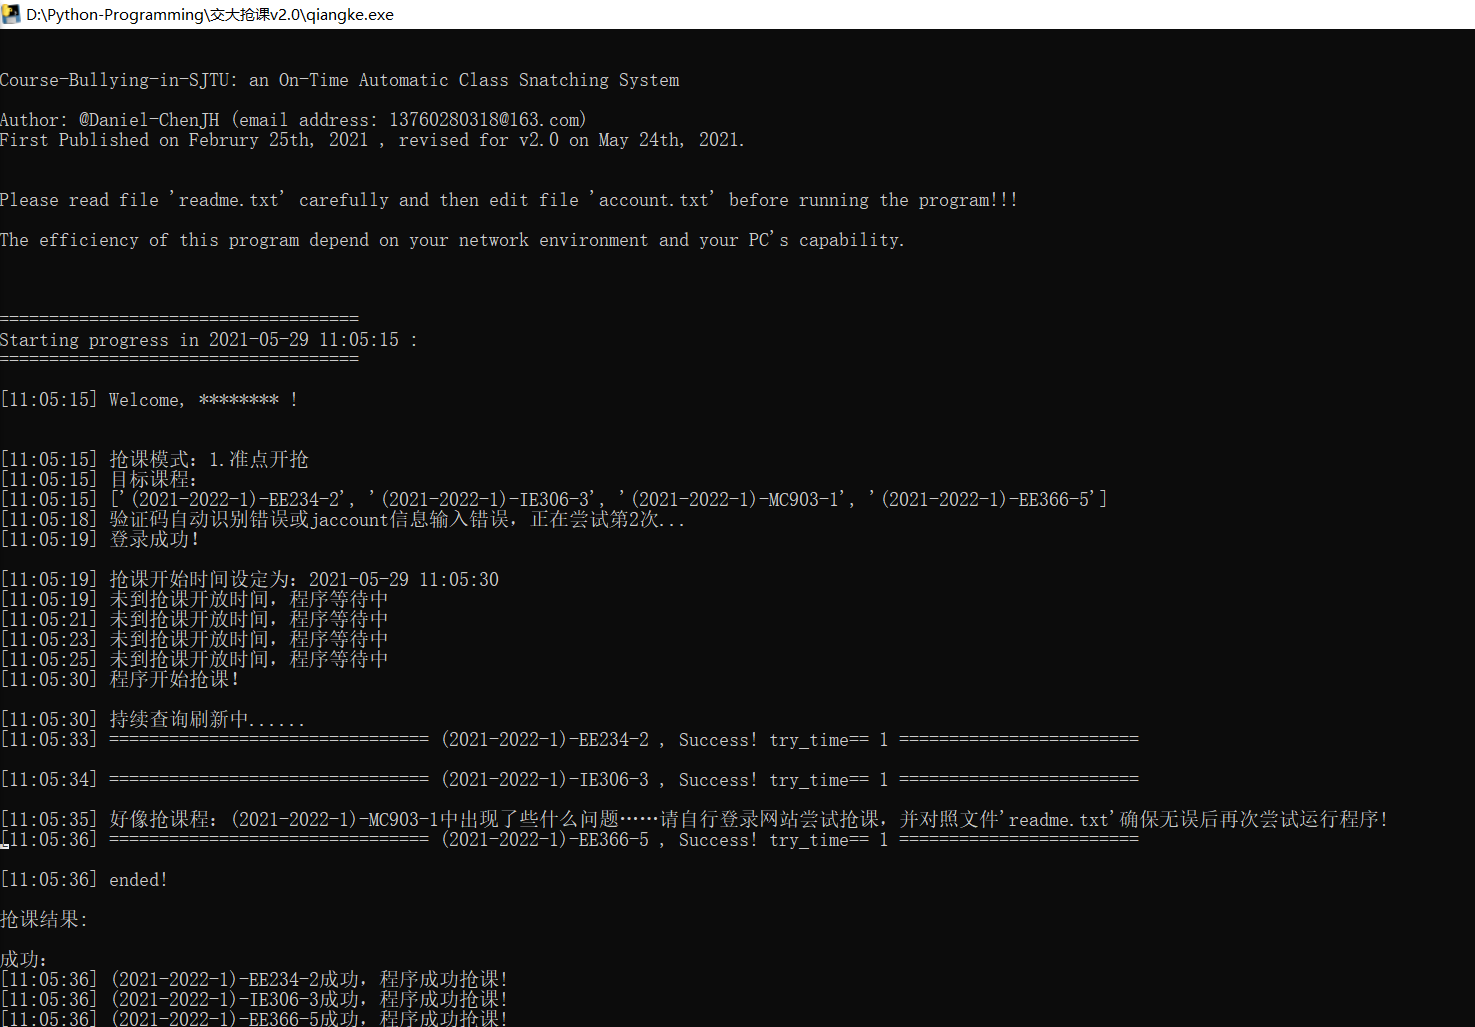 D:\Python-Programming\交大抢课v2.0\qiangke.exe
Course-Bullying-in-SJTU: an On-Time Automatic Class Snatching System
Author: @Daniel-ChenJH (email address: 13760280318@163.com)
First Published on Februry 25th, 2021 , revised for v2.0 on May 24th, 2021.
Please read file 'readme.txt' carefully and then edit file 'account.txt' before running the program!!!
The efficiency of this program depend on your network environment and your PC's capability.
====================================
Starting progress in 2021-05-29 11:05:15 :
====================================
[11:05:15] Welcome, ******** !
[11:05:15] 抢课模式：1.准点开抢
[11:05:15] 目标课程：
[11:05:15] ['(2021-2022-1)-EE234-2', '(2021-2022-1)-IE306-3', '(2021-2022-1)-MC903-1', '(2021-2022-1)-EE366-5']
[11:05:18] 验证码自动识别错误或jaccount信息输入错误，正在尝试第2次...
[11:05:19] 登录成功！
[11:05:19] 抢课开始时间设定为：2021-05-29 11:05:30
[11:05:19] 未到抢课开放时间，程序等待中
[11:05:21] 未到抢课开放时间，程序等待中
[11:05:23] 未到抢课开放时间，程序等待中
[11:05:25] 未到抢课开放时间，程序等待中
[11:05:30] 程序开始抢课！
[11:05:30] 持续查询刷新中......
[11:05:33] ================================ (2021-2022-1)-EE234-2 , Success! try_time== 1 ========================
[11:05:34] ================================ (2021-2022-1)-IE306-3 , Success! try_time== 1 ========================
[11:05:35] 好像抢课程：(2021-2022-1)-MC903-1中出现了些什么问题……请自行登录网站尝试抢课，并对照文件'readme.txt'确保无误后再次尝试运行程序!
[11:05:36] ================================ (2021-2022-1)-EE366-5 , Success! try_time== 1 ========================
[11:05:36] ended!
抢课结果：
成功：
[11:05:36] (2021-2022-1)-EE234-2成功，程序成功抢课!
[11:05:36] (2021-2022-1)-IE306-3成功，程序成功抢课!
[11:05:36] (2021-2022-1)-EE366-5成功，程序成功抢课!